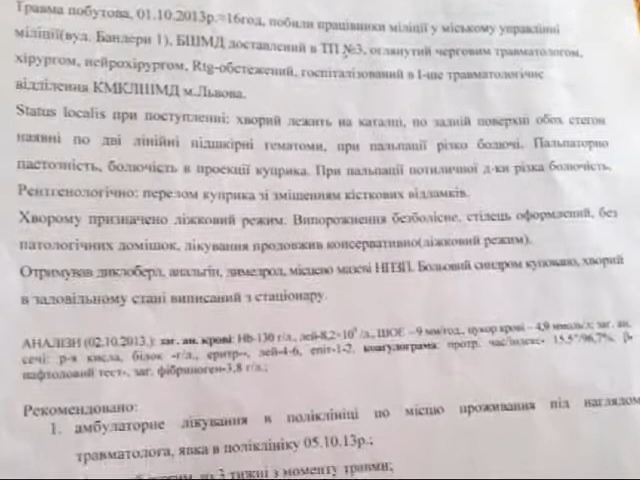 Травма побутова, 01.10.2013р.≈16год, побили працівники міліції у міському управлінні
міліції(вул. Бандери 1), БШМД доставлений в ТП №3, оглянутий черговим травматологом,
хірургом, нейрохірургом, Rtg-обстежений, госпіталізований в І-ше травматологічне
відділення КМКЛШМД м.Львова.
Status localis при поступленні: хворий лежить на каталці, по задній поверхні обох стегон
наявні по дві лінійні підшкірні гематоми, при пальпації різко болючі. Пальпаторно
пастозність, болючість в проекції куприка. При пальпації потиличної д-ки різка болючість.
Рентгенологічно: перелом куприка зі зміщенням кісткових відламків.
Хворому призначено ліжковий режим. Випорожнення безболісне, стілець оформлений, без
патологічних домішок, лікування продовжив консервативно(ліжковий режим).
Отримував диклоберл, анальгін, димедрол, місцево мазеві НПЗП. Больовий синдром куповано, хворий
в задовільному стані виписаний з стаціонару.
АНАЛІЗИ (02.10.2013.): заг. ан. крові: Hb-130 г/л., лей-8,2×10⁹ /л., ШОЕ –9 мм/год., цукор крові – 4,9 ммоль/л; заг. ан.
сечі: р-я кисла, білок -г/л., еритр--, лей-4-6, епіт-1-2. коагулограма: протр. час/індекс- 15,5"/96,7%, β-
нафтоловий тест-, заг. фібриноген-3,8 г/л.;
Рекомендовано:
1. амбулаторне лікування в поліклініці по місцю проживання під наглядом
травматолога, явка в поліклініку 05.10.13р.;
до 3 тижні з моменту травми;